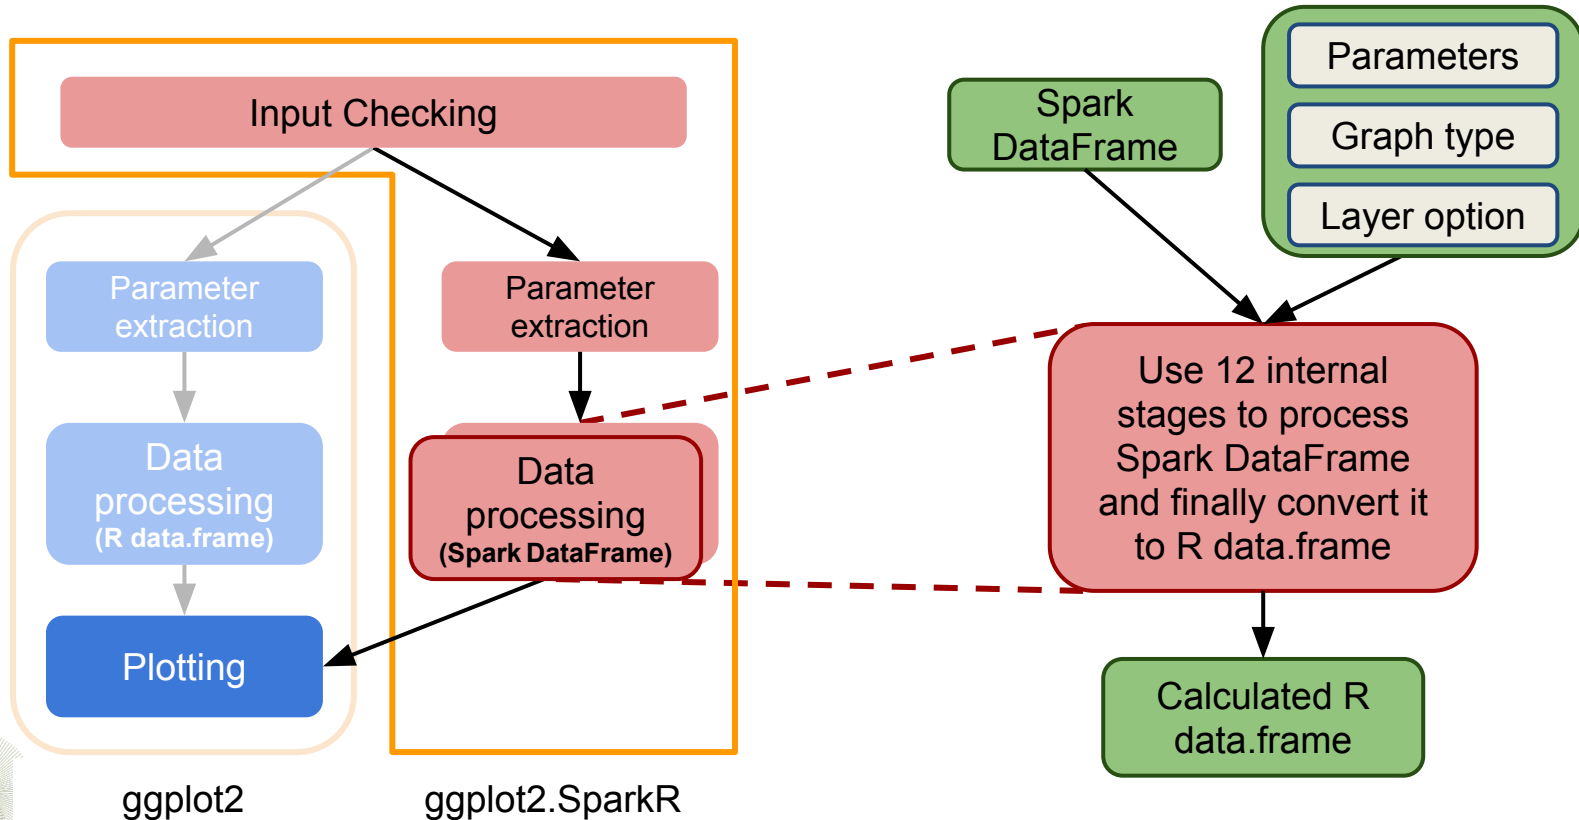 Input Checking
Parameter
extraction
Data
processing
(R data.frame)
Plotting
ggplot2
Parameter
extraction
Data
processing
(Spark DataFrame)
ggplot2.SparkR
Spark
DataFrame
Parameters
Graph type
Layer option
Use 12 internal
stages to process
Spark DataFrame
and finally convert it
to R data.frame
Calculated R
data.frame